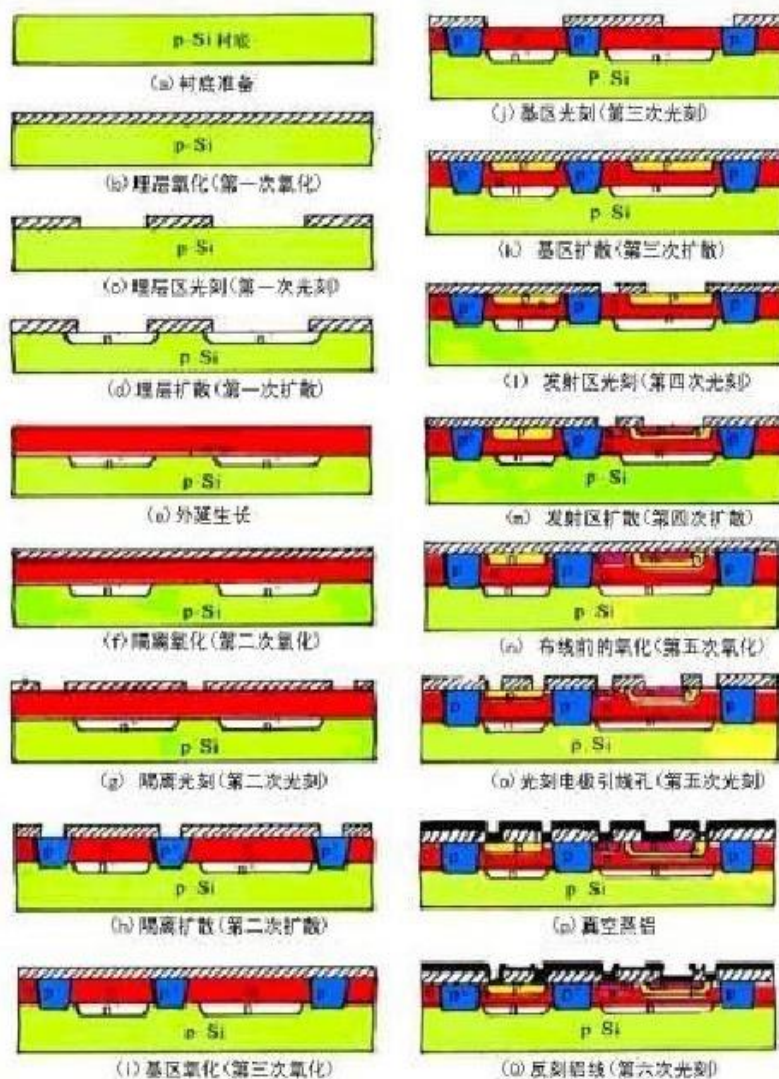 p-Si 衬底
(a) 衬底准备
p-Si
(b) 埋层氧化(第一次氧化)
p-Si
(c) 埋层区光刻(第一次光刻)
n
p Si
(d) 埋层扩散(第一次扩散)
p Si
(e) 外延生长
p Si
(f) 隔离氧化(第二次氧化)
p Si
(g) 隔离光刻(第二次光刻)
p Si
(h) 隔离扩散(第二次扩散)
p Si
(i) 基区氧化(第三次氧化)
P Si
(j) 基区光刻(第三次光刻)
p Si
(k) 基区扩散(第三次扩散)
p Si
(l) 发射区光刻(第四次光刻)
p Si
(m) 发射区扩散(第四次扩散)
p-Si
(n) 布线前的氧化(第五次氧化)
p Si
(o) 光刻电极引线孔(第五次光刻)
p Si
(p) 真空蒸铝
p Si
(q) 反刻铝线(第六次光刻)